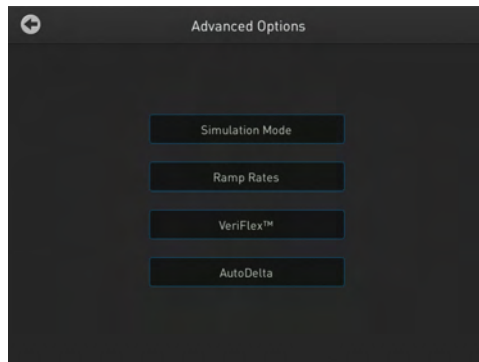 Advanced Options
Simulation Mode
Ramp Rates
VeriFlex™
AutoDelta